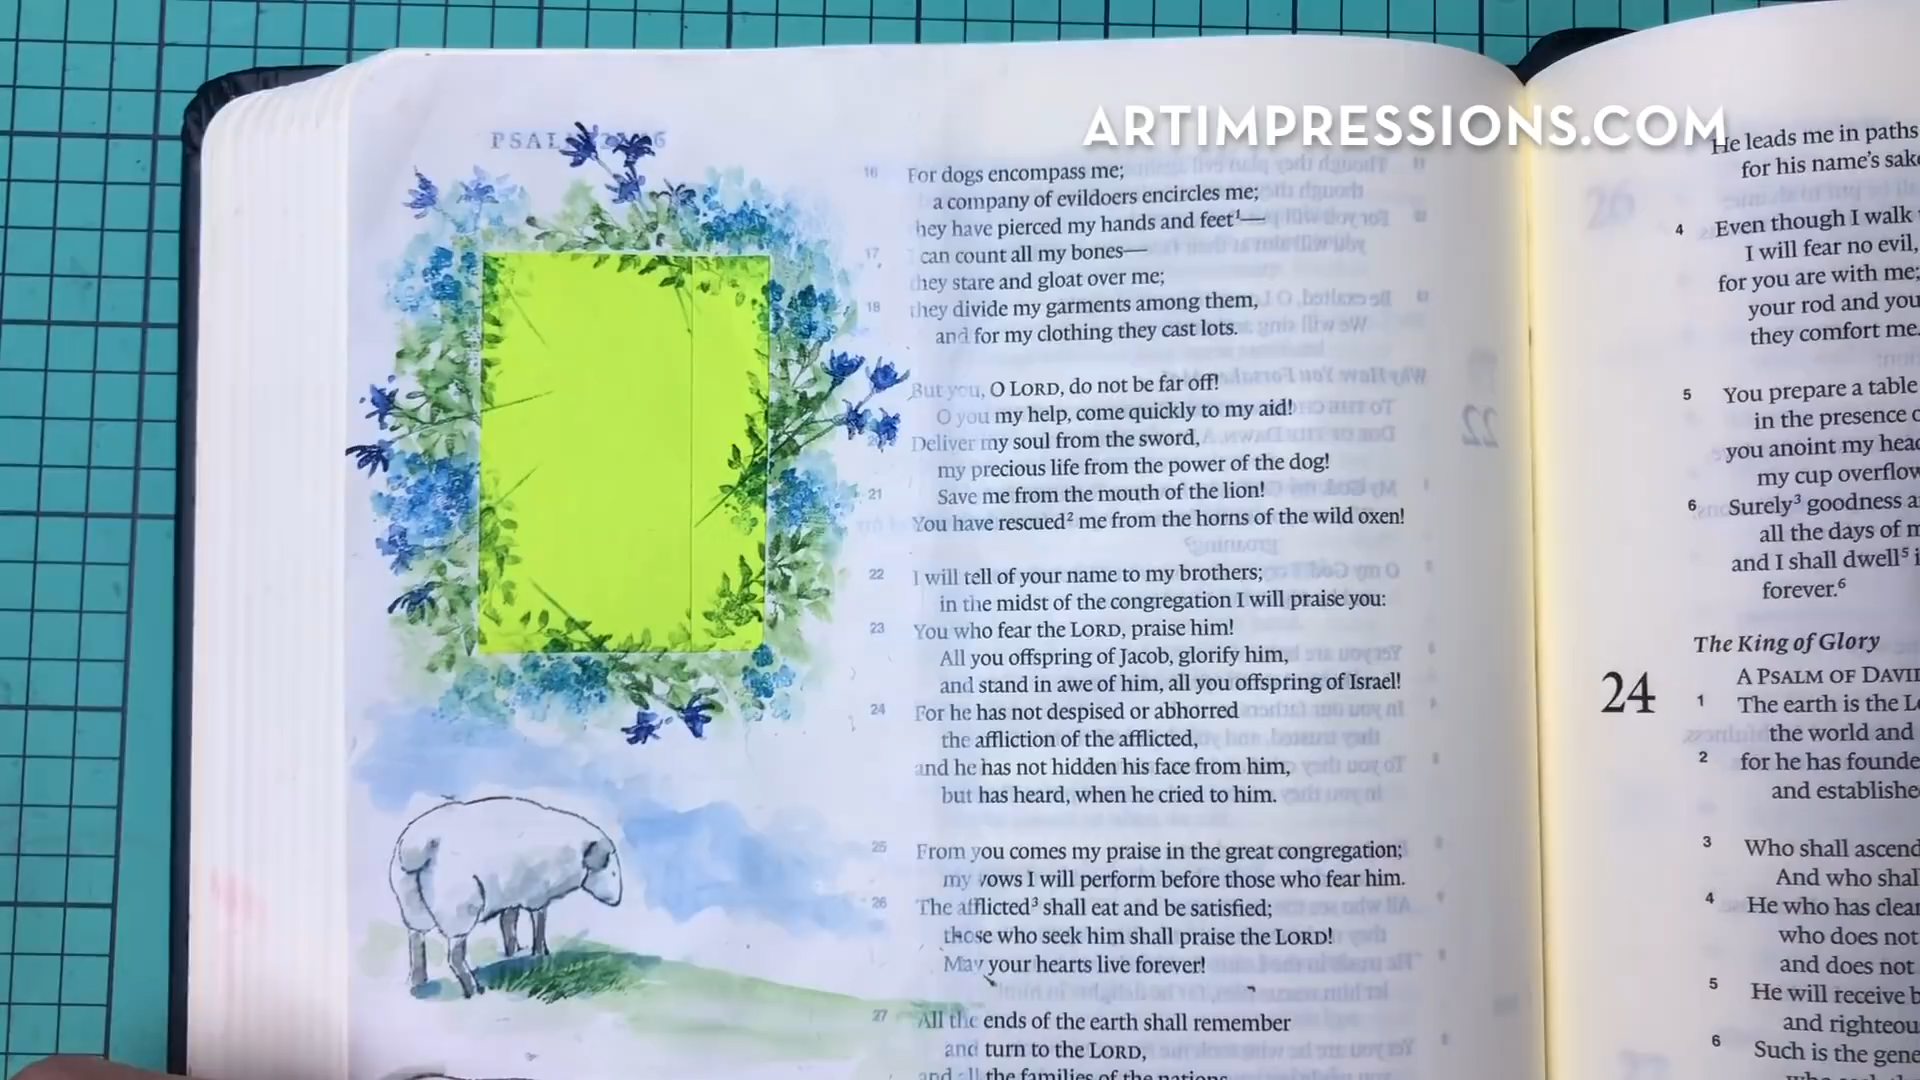 ARTIMPRESSIONS.COM
PSAL 6
16 For dogs encompass me;
a company of evildoers encircles me;
hey have pierced my hands and feet¹—
17 can count all my bones—
they stare and gloat over me;
18 they divide my garments among them,
and for my clothing they cast lots.
But you, O LORD, do not be far off!
O you my help, come quickly to my aid!
20 Deliver my soul from the sword,
my precious life from the power of the dog!
21 Save me from the mouth of the lion!
You have rescued² me from the horns of the wild oxen!
22 I will tell of your name to my brothers;
in the midst of the congregation I will praise you:
23 You who fear the LORD, praise him!
All you offspring of Jacob, glorify him,
and stand in awe of him, all you offspring of Israel!
24 For he has not despised or abhorred
the affliction of the afflicted,
and he has not hidden his face from him,
but has heard, when he cried to him.
25 From you comes my praise in the great congregation;
my vows I will perform before those who fear him.
26 The afflicted³ shall eat and be satisfied;
those who seek him shall praise the LORD!
May your hearts live forever!
27 All the ends of the earth shall remember
and turn to the LORD,
and all the families of the nations
He leads me in paths
for his name's sake
4 Even though I walk
I will fear no evil,
for you are with me;
your rod and you
they comfort me.
5 You prepare a table
in the presence o
you anoint my head
my cup overflow
6 Surely³ goodness a
all the days of m
and I shall dwell⁵ i
forever.⁶
The King of Glory
24 A PSALM OF DAVID
1 The earth is the L
the world and
2 for he has founde
and establishe
3 Who shall ascend
And who shal
4 He who has clea
who does not
and does not
5 He will receive b
and righteou
6 Such is the gene